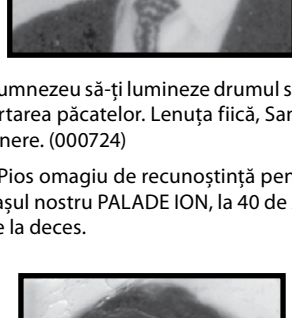 umnezeu să-ți lumineze drumul s
rtarea păcatelor. Lenuța fiică, Sar
nere. (000724)
Pios omagiu de recunoștință per
așul nostru PALADE ION, la 40 de
e la deces.